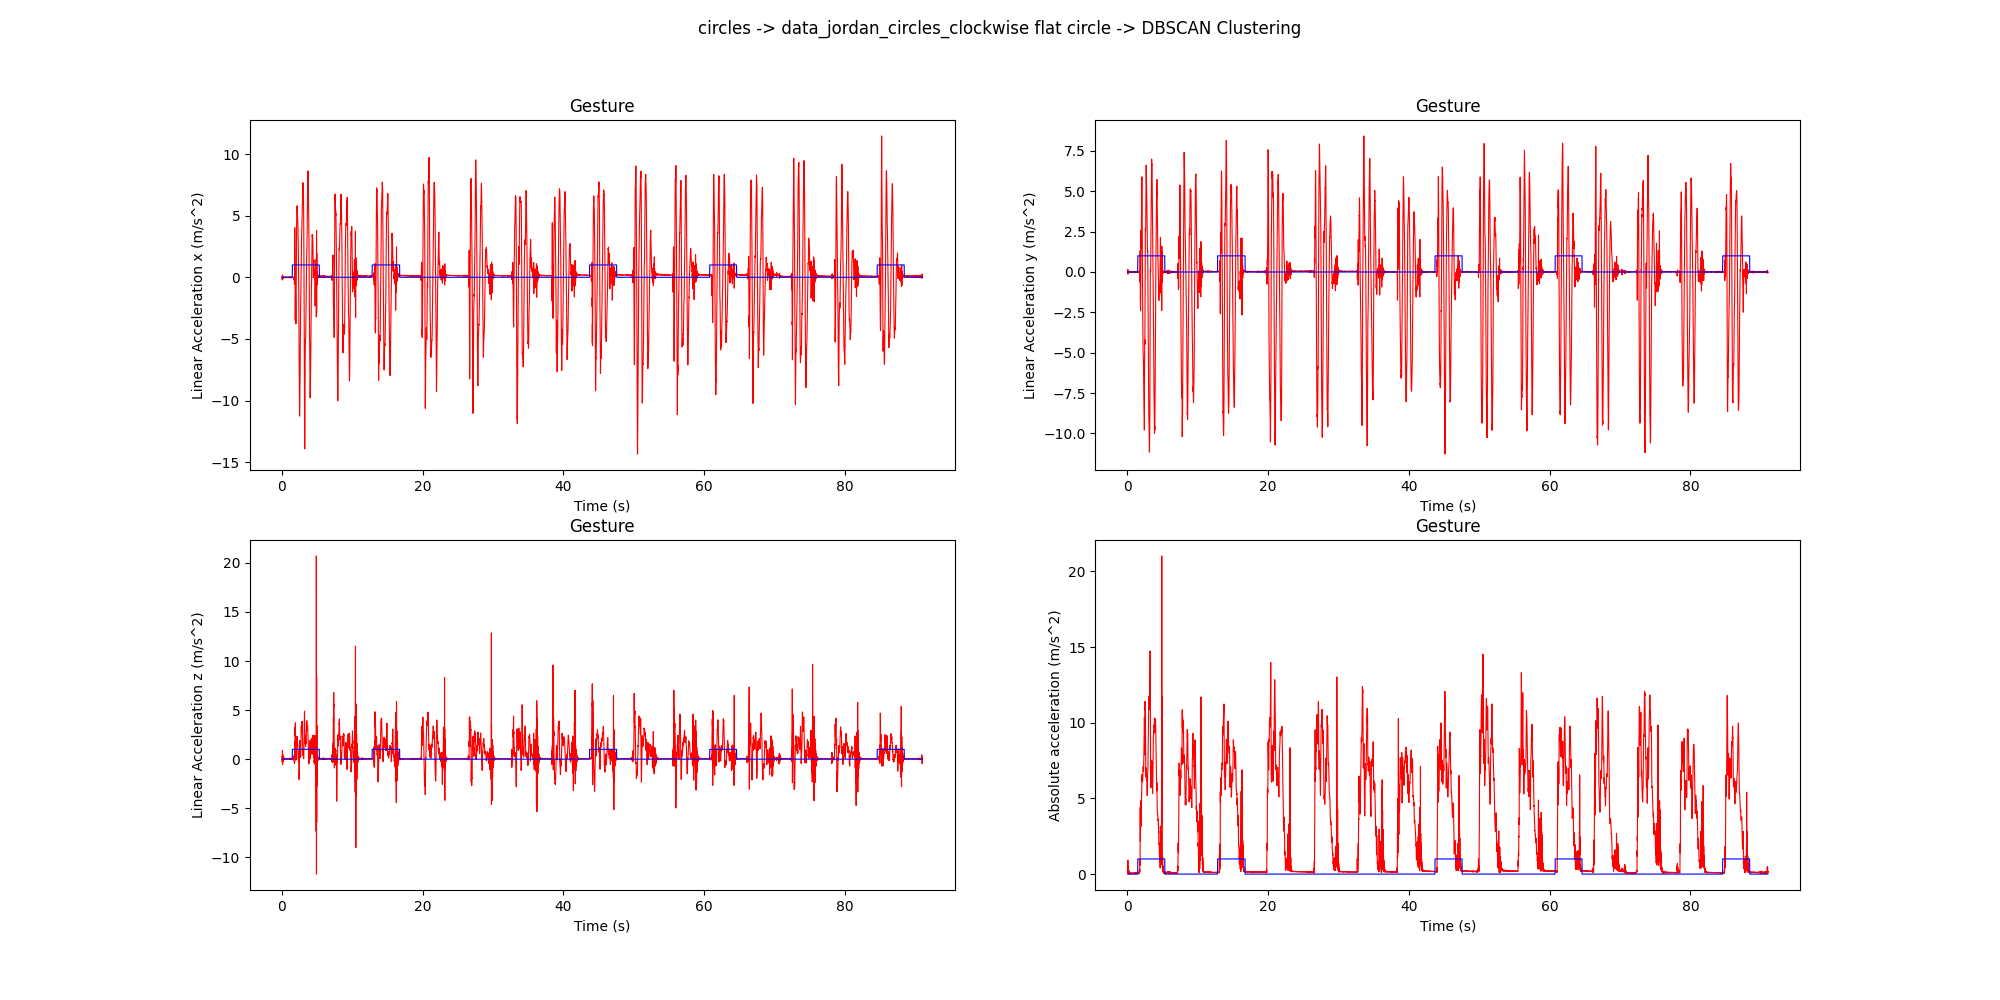 circles -> data_jordan_circles_clockwise flat circle -> DBSCAN Clustering
Gesture
10
5
0
−5
−10
−15
Linear Acceleration x (m/s^2)
0 20 40 60 80
Time (s)
Gesture
7.5
5.0
2.5
0.0
−2.5
−5.0
−7.5
−10.0
Linear Acceleration y (m/s^2)
0 20 40 60 80
Time (s)
Gesture
20
15
10
5
0
−5
−10
Linear Acceleration z (m/s^2)
0 20 40 60 80
Time (s)
Gesture
20
15
10
5
0
Absolute acceleration (m/s^2)
0 20 40 60 80
Time (s)